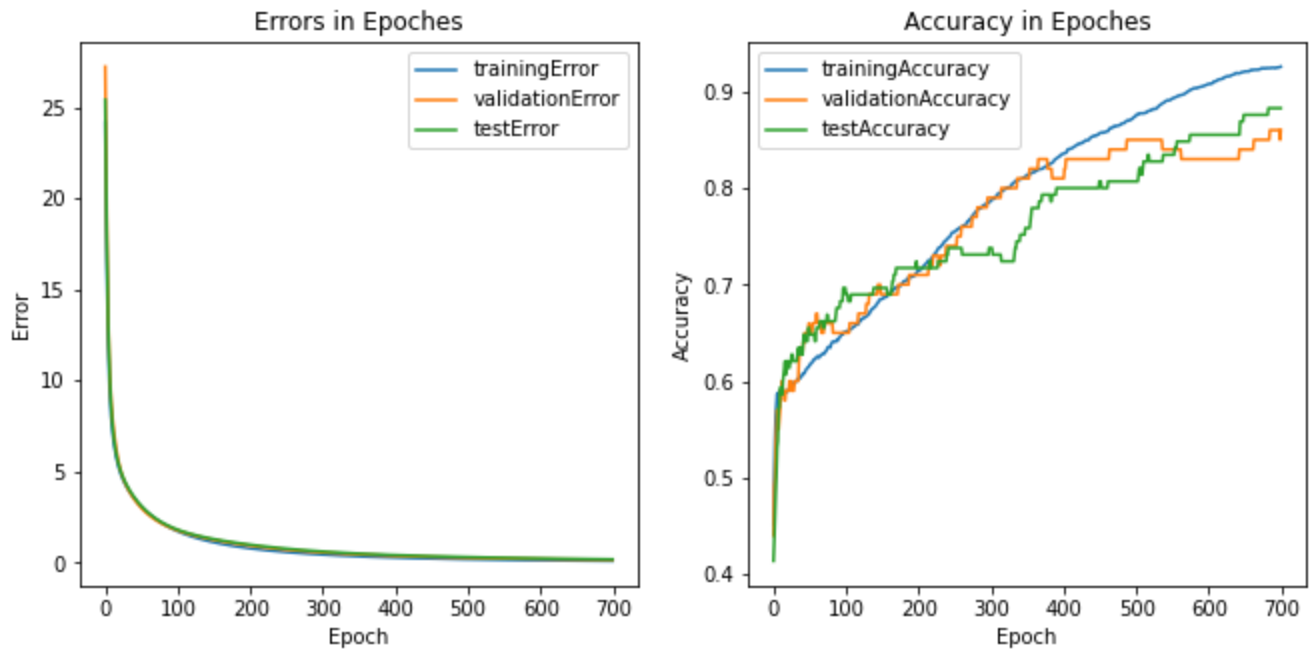 Errors in Epoches
trainingError
validationError
testError
25
20
15
10
5
0
Error
0 100 200 300 400 500 600 700
Epoch
Accuracy in Epoches
trainingAccuracy
validationAccuracy
testAccuracy
0.9
0.8
0.7
0.6
0.5
0.4
Accuracy
0 100 200 300 400 500 600 700
Epoch